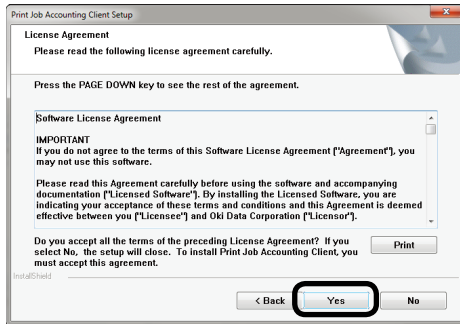 Print Job Accounting Client Setup
License Agreement
Please read the following license agreement carefully.
Press the PAGE DOWN key to see the rest of the agreement.
Software License Agreement
IMPORTANT
If you do not agree to the terms of this Software License Agreement ("Agreement"), you
may not use this software.
Please read this Agreement carefully before using the software and accompanying
documentation ("Licensed Software"). By installing the Licensed Software, you are
indicating your acceptance of these terms and conditions and this Agreement is deemed
effective between you ("Licensee") and Oki Data Corporation ("Licensor").
Do you accept all the terms of the preceding License Agreement? If you
select No, the setup will close. To install Print Job Accounting Client, you
must accept this agreement.
Print
InstallShield
< Back
Yes
No